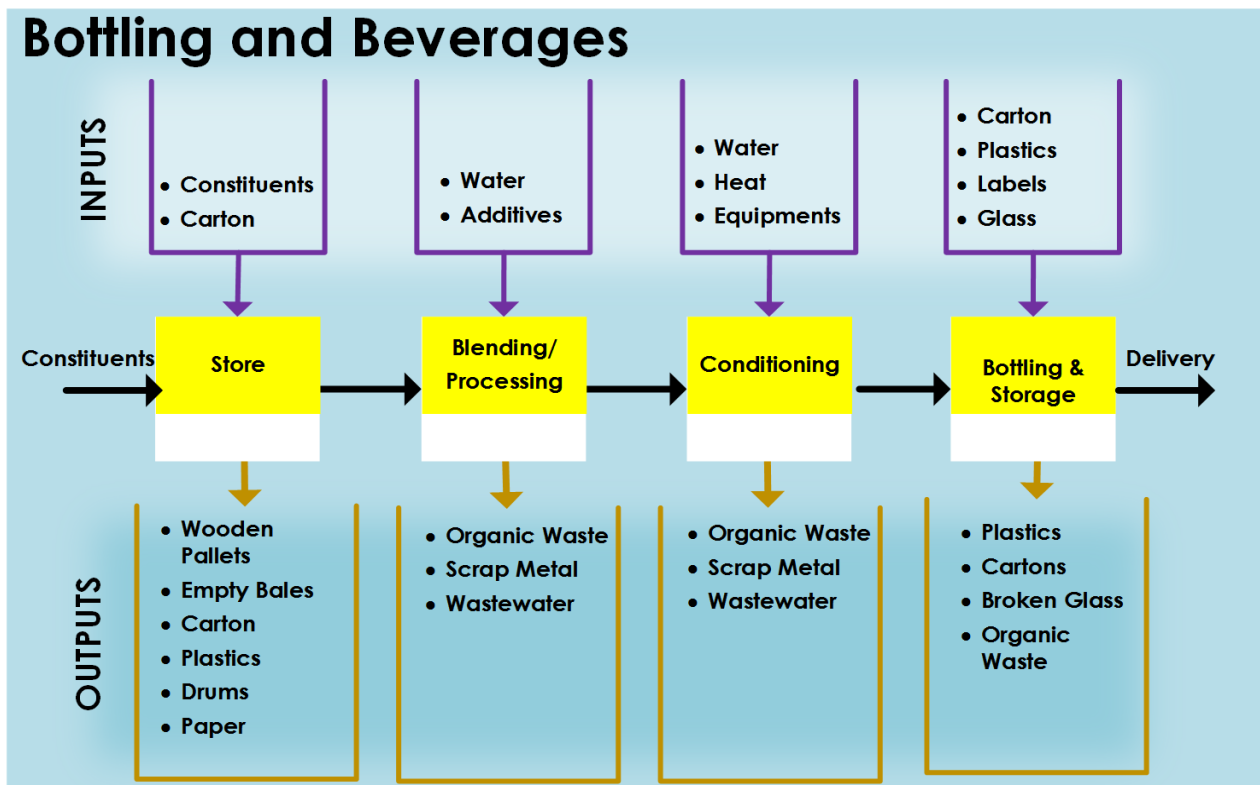 Bottling and Beverages
INPUTS
• Constituents
• Carton
• Water
• Additives
• Water
• Heat
• Equipments
• Carton
• Plastics
• Labels
• Glass
Constituents
Store
Blending/
Processing
Conditioning
Bottling &
Storage
Delivery
OUTPUTS
• Wooden
Pallets
• Empty Bales
• Carton
• Plastics
• Drums
• Paper
• Organic Waste
• Scrap Metal
• Wastewater
• Organic Waste
• Scrap Metal
• Wastewater
• Plastics
• Cartons
• Broken Glass
• Organic
Waste